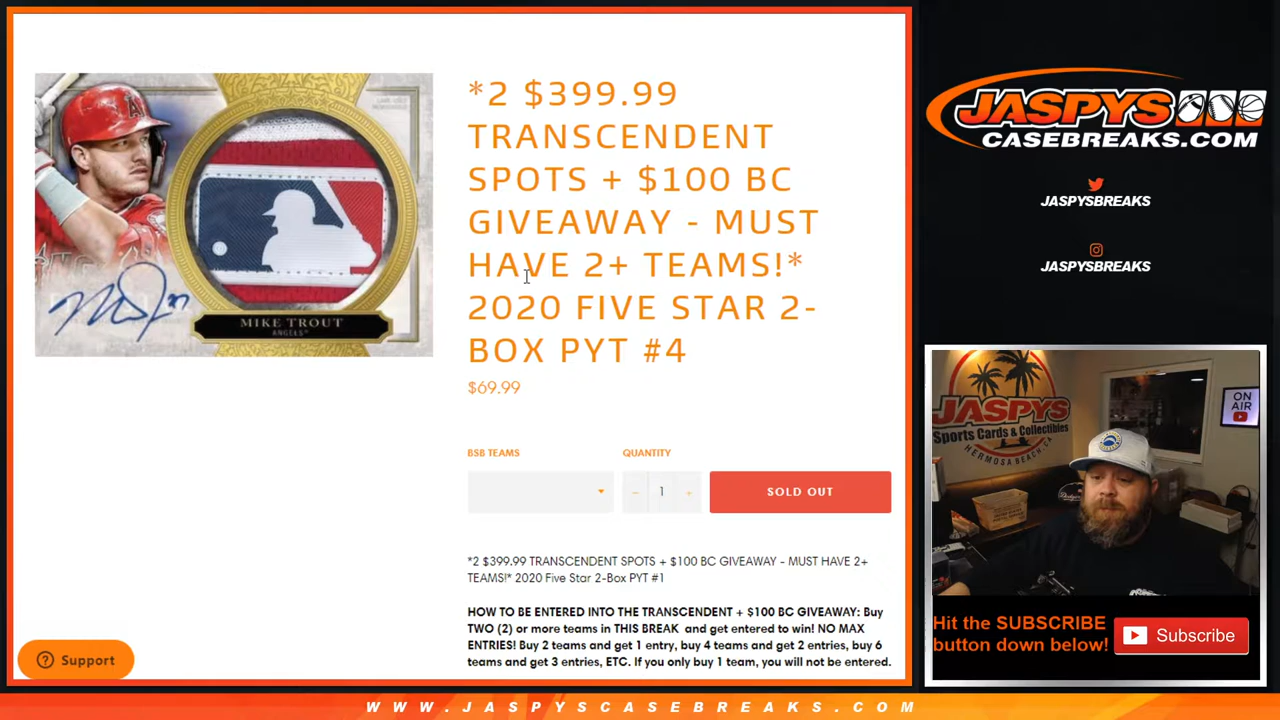 *2 $399.99
TRANSCENDENT
SPOTS + $100 BC
GIVEAWAY - MUST
HAVE 2+ TEAMS!*
2020 FIVE STAR 2-
BOX PYT #4
$69.99
MIKE TROUT
ANGELS
BSB TEAMS
QUANTITY
1
SOLD OUT
*2 $399.99 TRANSCENDENT SPOTS + $100 BC GIVEAWAY - MUST HAVE 2+
TEAMS!* 2020 Five Star 2-Box PYT #1
HOW TO BE ENTERED INTO THE TRANSCENDENT + $100 BC GIVEAWAY: Buy
TWO (2) or more teams in THIS BREAK and get entered to win! NO MAX
ENTRIES! Buy 2 teams and get 1 entry, buy 4 teams and get 2 entries, buy 6
teams and get 3 entries, ETC. If you only buy 1 team, you will not be entered.
Support
JASPYS
CASEBREAKS.COM
JASPYSBREAKS
JASPYSBREAKS
JASPYS
Sports Cards & Collectibles
HERMOSA BEACH, CA
ON
AIR
Hit the SUBSCRIBE
button down below!
Subscribe
WWW.JASPYSCASEBREAKS.COM